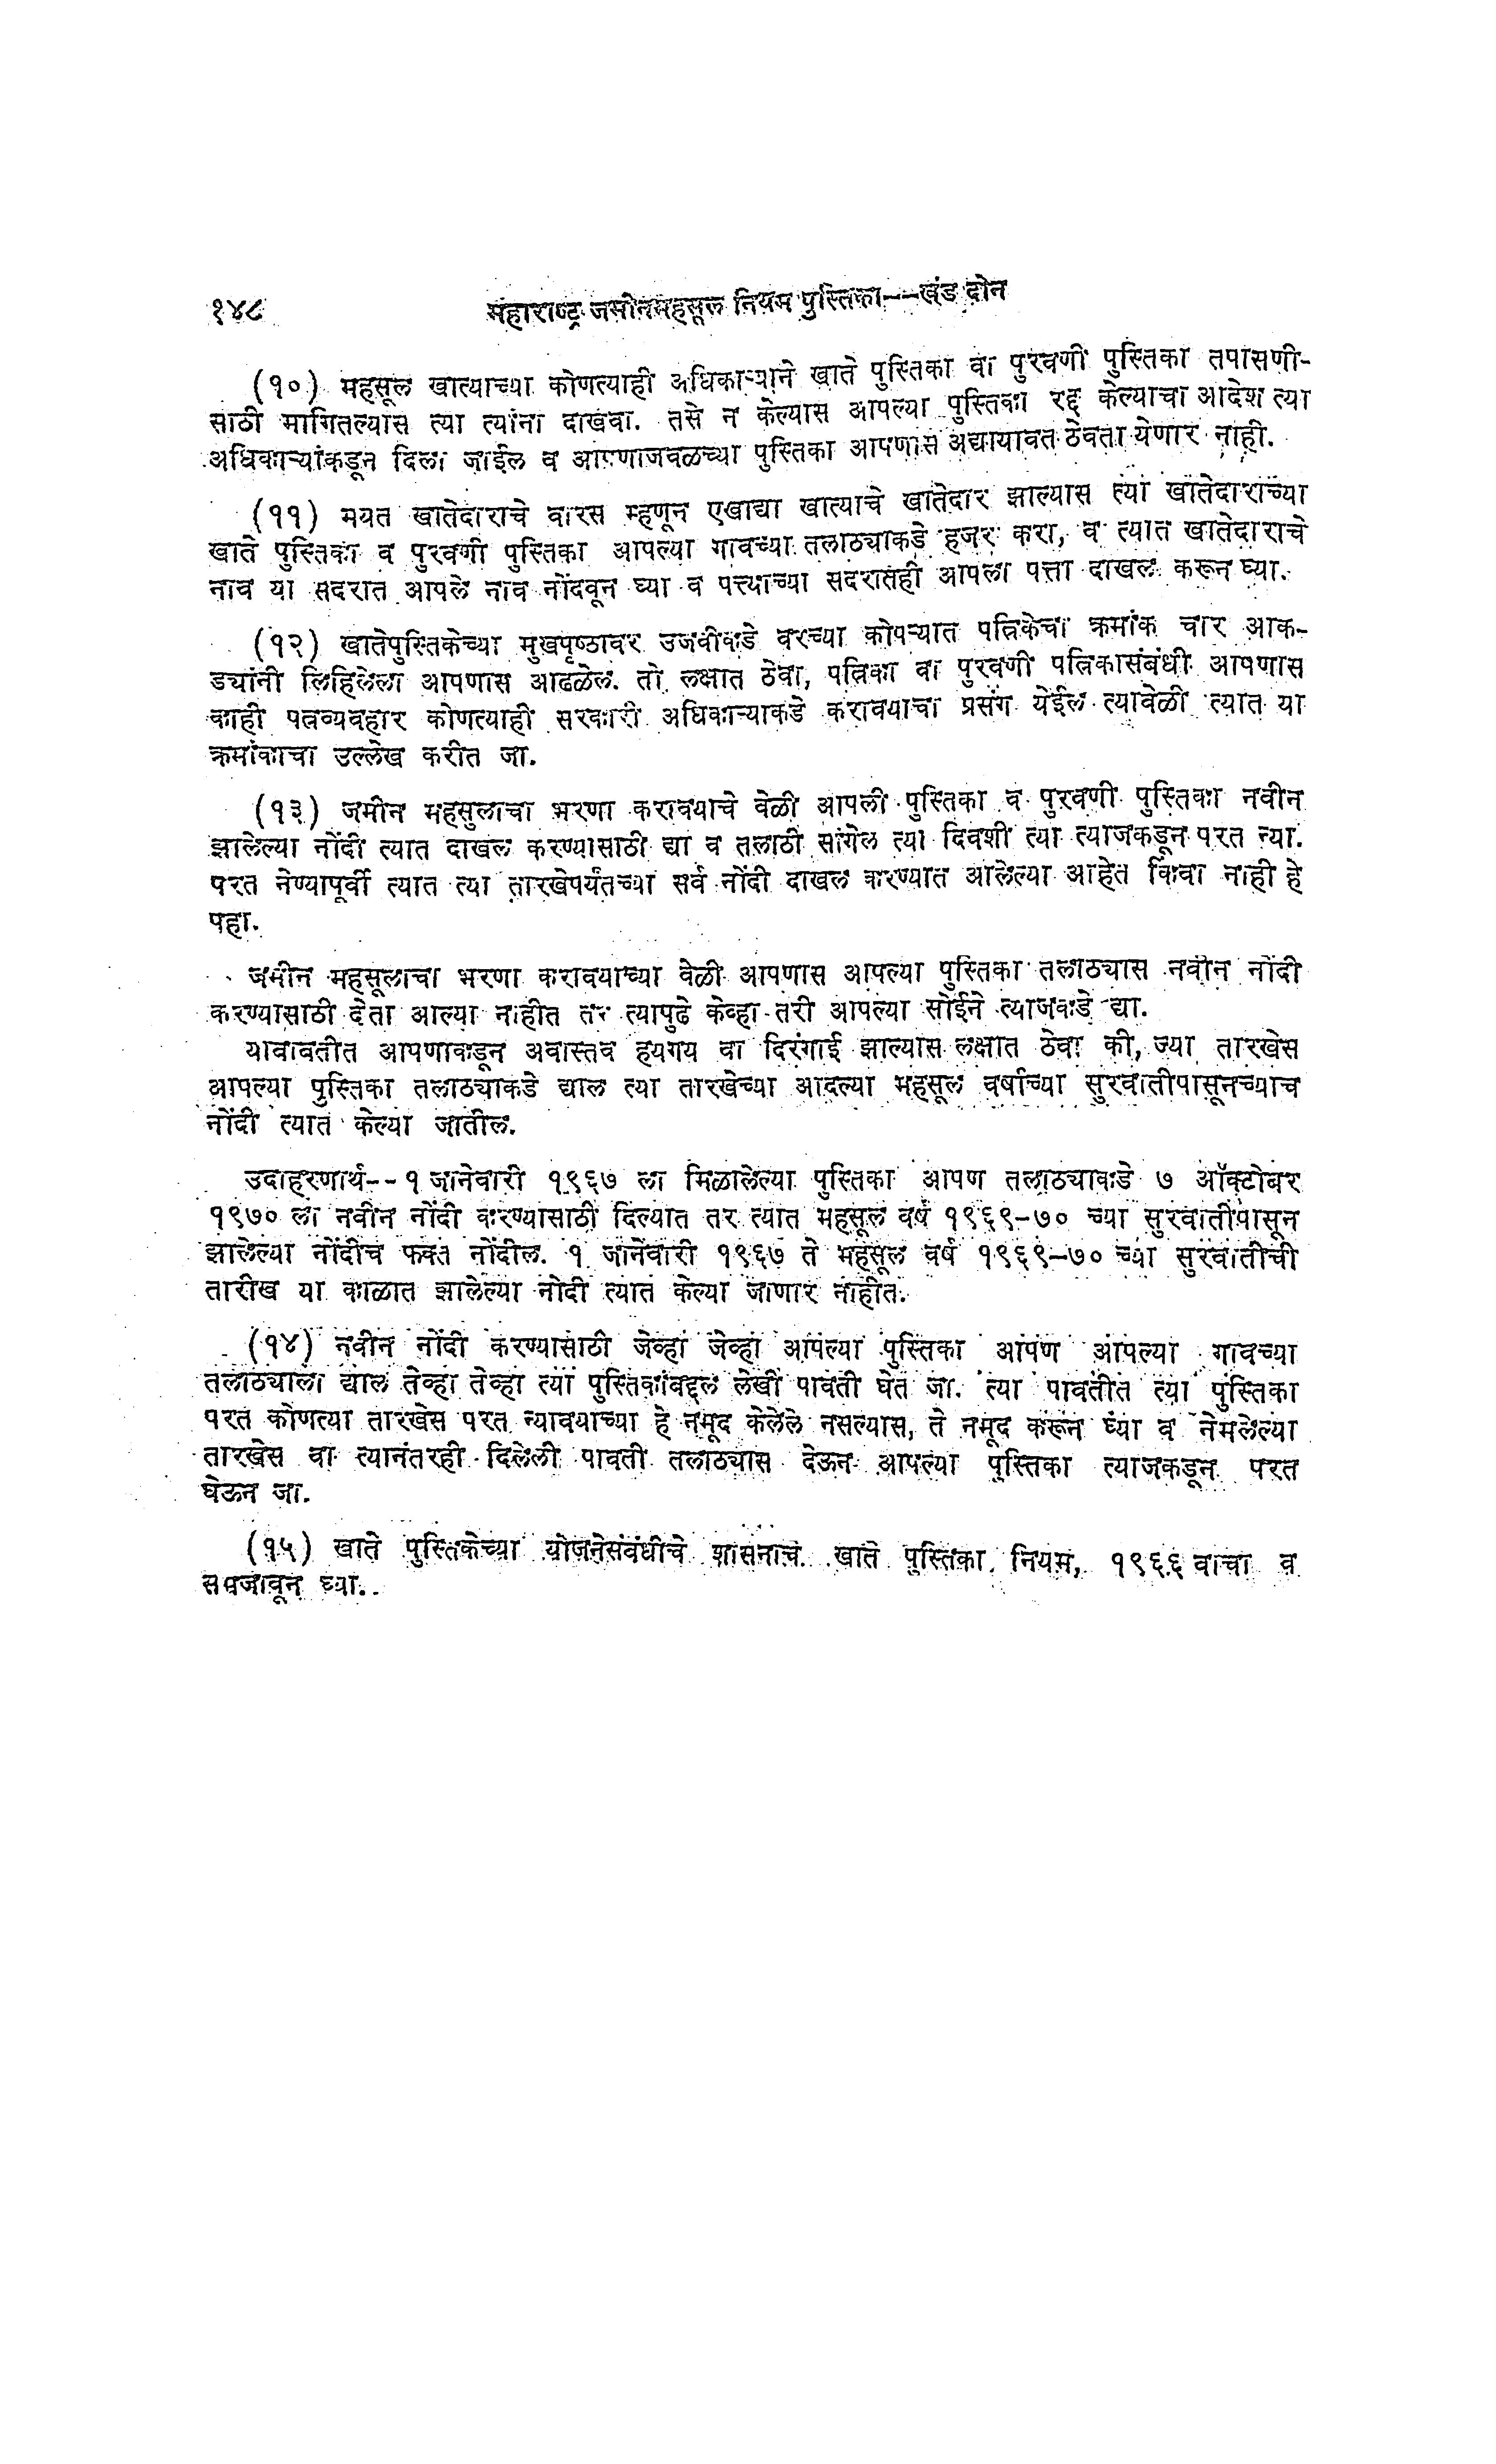 १४८ महाराष्ट्र जमीनमहसूल नियम पुस्तिका--खंड दोन
(१०) महसूल खात्याच्या कोणत्याही अधिकाऱ्याने खाते पुस्तिका वा पुरवणी पुस्तिका तपासणी-
साठी मागितल्यास त्या त्यांना दाखवा. तसे न केल्यास आपल्या पुस्तिका रद्द केल्याचा आदेश त्या
अधिकाऱ्यांकडून दिला जाईल व आपणाजवळच्या पुस्तिका आपणास अद्यायावत ठेवता येणार नाही.
(११) मयत खातेदाराचे वारस म्हणून एखाद्या खात्याचे खातेदार झाल्यास त्या खातेदाराच्या
खाते पुस्तिका व पुरवणी पुस्तिका आपल्या गावच्या तलाठ्याकडे हजर करा, व त्यात खातेदाराचे
नाव या सदरात आपले नाव नोंदवून घ्या व पत्त्याच्या सदरातही आपला पत्ता दाखल करून घ्या.
(१२) खातेपुस्तिकेच्या मुखपृष्ठावर उजवीकडे वरच्या कोपऱ्यात पत्रिकेचा क्रमांक चार आक-
ड्यांनी लिहिलेला आपणास आढळेल. तो लक्षात ठेवा, पत्रिका वा पुरवणी पत्रिकासंबंधी आपणास
काही पत्रव्यवहार कोणत्याही सरकारी अधिकाऱ्याकडे करावयाचा प्रसंग येईल त्यावेळी त्यात या
क्रमांकाचा उल्लेख करीत जा.
(१३) जमीन महसुलाचा भरणा करावयाचे वेळी आपली पुस्तिका व पुरवणी पुस्तिका नवीन
झालेल्या नोंदी त्यात दाखल करण्यासाठी द्या व तलाठी सांगेल त्या दिवशी त्या त्याजकडून परत न्या.
परत नेण्यापूर्वी त्यात त्या तारखेपर्यंतच्या सर्व नोंदी दाखल करण्यात आलेल्या आहेत किंवा नाही हे
पहा.
जमीन महसूलाचा भरणा करावयाच्या वेळी आपणास आपल्या पुस्तिका तलाठ्यास नवीन नोंदी
करण्यासाठी देता आल्या नाहीत तर त्यापुढे केव्हा तरी आपल्या सोईने त्याजकडे द्या.
याबाबतीत आपणाकडून अवास्तव हयगय वा दिरंगाई झाल्यास लक्षात ठेवा की, ज्या तारखेस
आपल्या पुस्तिका तलाठ्याकडे द्याल त्या तारखेच्या आदल्या महसूल वर्षाच्या सुरवातीपासूनच्याच
नोंदी त्यात केल्या जातील.
उदाहरणार्थ--१ जानेवारी १९६७ ला मिळालेल्या पुस्तिका आपण तलाठ्याकडे ७ ऑक्टोबर
१९७० ला नवीन नोंदी करण्यासाठी दिल्यात तर त्यात महसूल वर्ष १९६९-७० च्या सुरवातीपासून
झालेल्या नोंदीच फक्त नोंदील. १ जानेवारी १९६७ ते महसूल वर्ष १९६९-७० च्या सुरवातीची
तारीख या काळात झालेल्या नोदी त्यात केल्या जाणार नाहीत.
(१४) नवीन नोंदी करण्यासाठी जेव्हा जेव्हा आपल्या पुस्तिका आपण आपल्या गावच्या
तलाठ्याला द्याल तेव्हा तेव्हा त्या पुस्तिकांबद्दल लेखी पावती घेत जा. त्या पावतीत त्या पुस्तिका
परत कोणत्या तारखेस परत न्यावयाच्या हे नमूद केलेले नसल्यास, ते नमूद करून घ्या व नेमलेल्या
तारखेस वा त्यानंतरही दिलेली पावती तलाठ्यास देऊन आपल्या पुस्तिका त्याजकडून परत
घेऊन जा.
(१५) खाते पुस्तिकेच्या योजनेसंबंधीचे शासनाचे खाते पुस्तिका नियम, १९६६ वाचा व
समजावून घ्या.